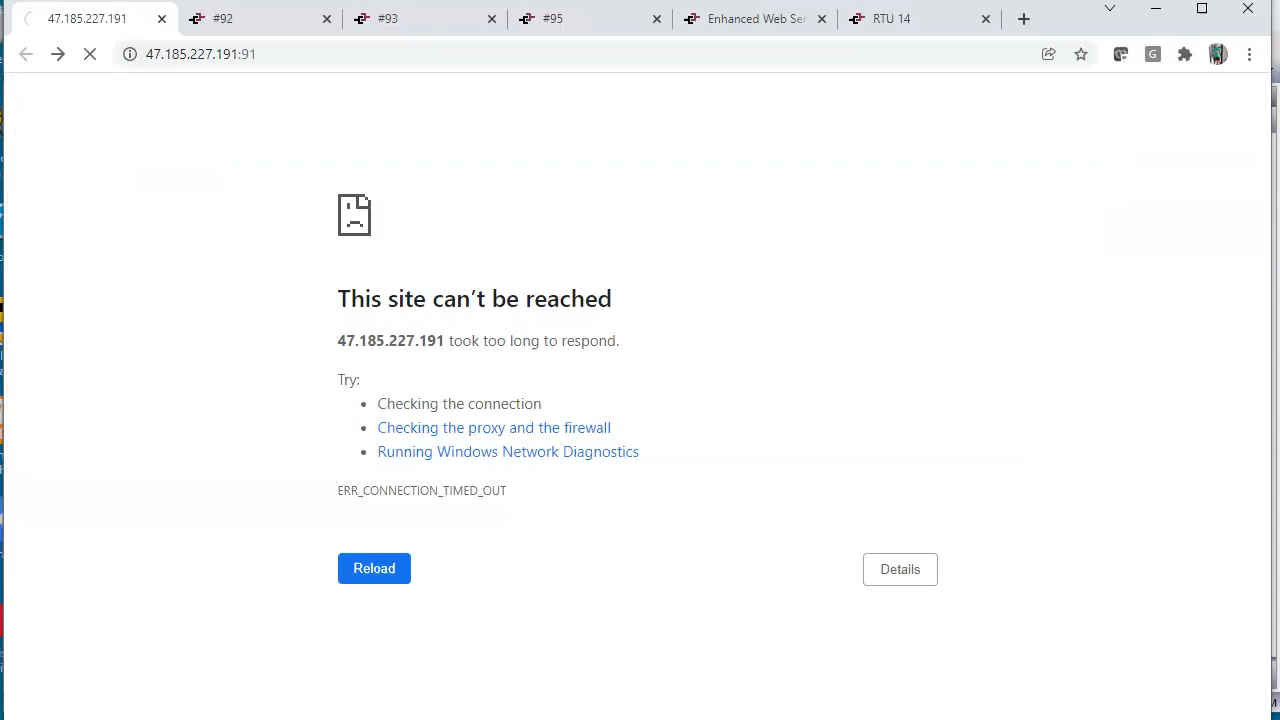 47.185.227.191
#92
#93
#95
Enhanced Web Ser
RTU 14
47.185.227.191:91
G
This site can’t be reached
47.185.227.191 took too long to respond.
Try:
• Checking the connection
• Checking the proxy and the firewall
• Running Windows Network Diagnostics
ERR_CONNECTION_TIMED_OUT
Reload
Details